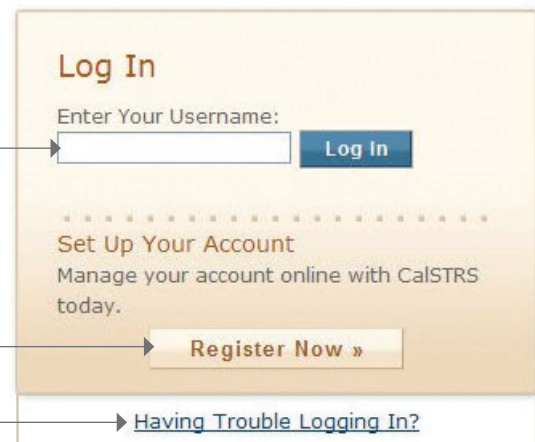 Log In
Enter Your Username:
Log In
Set Up Your Account
Manage your account online with CalSTRS
today.
Register Now »
Having Trouble Logging In?